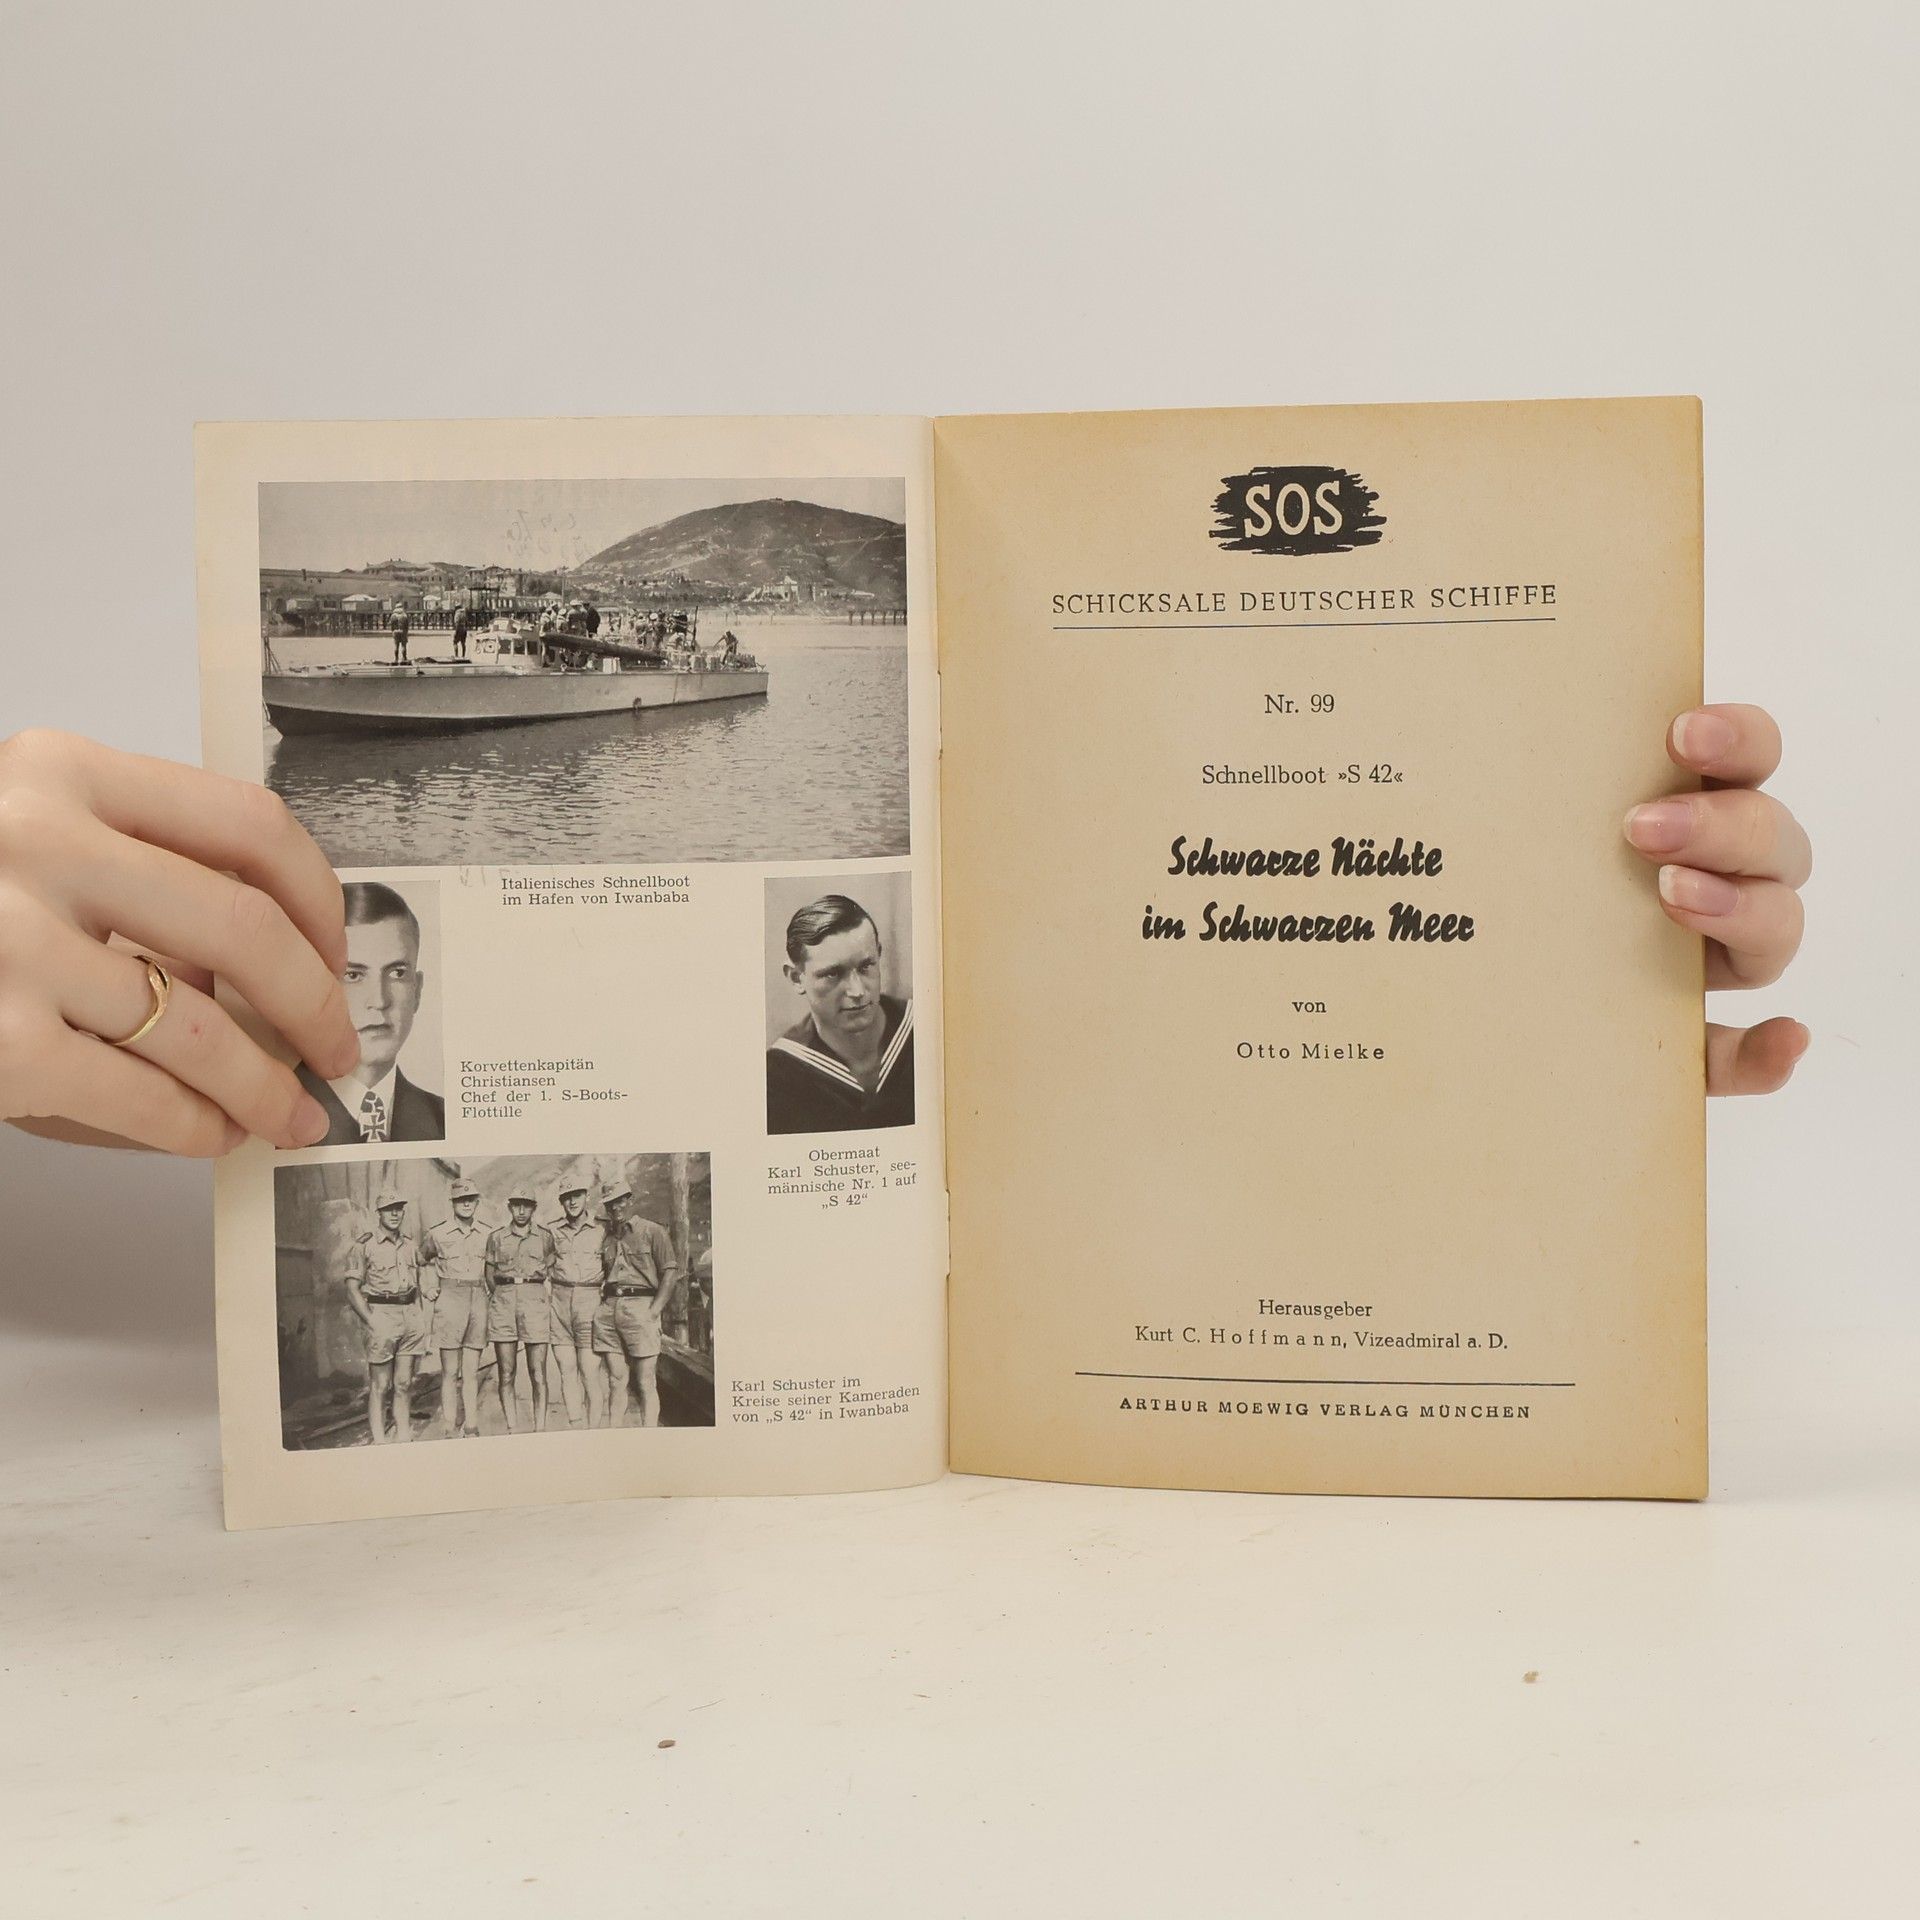 Italienisches Schnellboot
im Hafen von Iwanbaba
Korvettenkapitän
Christiansen
Chef der 1. S-Boots-
Flottille
Obermaat
Karl Schuster, see-
männische Nr. 1 auf
„S 42“
Karl Schuster im
Kreise seiner Kameraden
von „S 42“ in Iwanbaba
SOS
SCHICKSALE DEUTSCHER SCHIFFE
Nr. 99
Schnellboot »S 42«
Schwarze Nächte
im Schwarzen Meer
von
Otto Mielke
Herausgeber
Kurt C. Hoffmann, Vizeadmiral a. D.
ARTHUR MOEWIG VERLAG MÜNCHEN